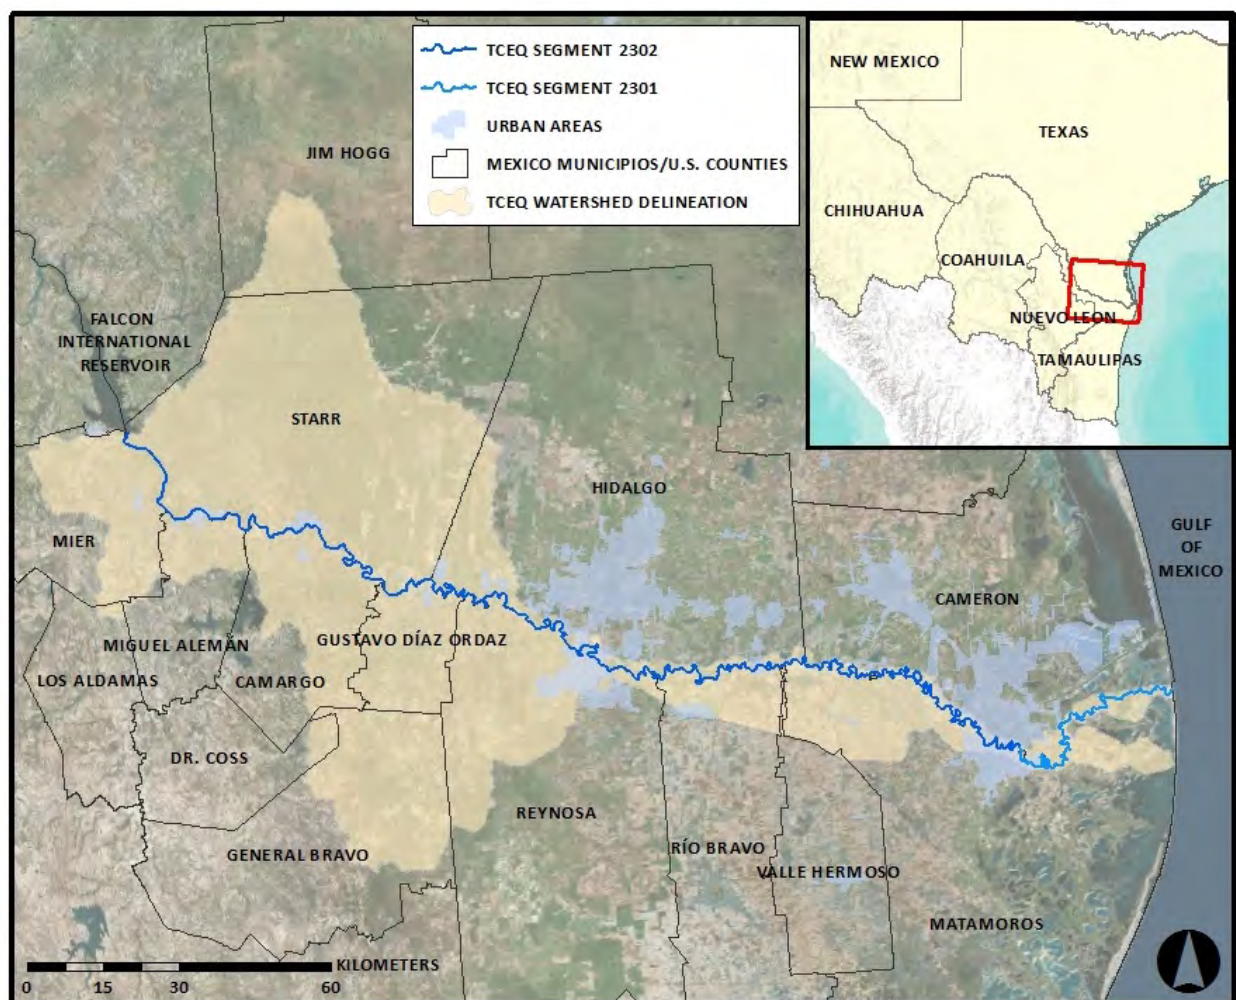 TCEQ SEGMENT 2302
TCEQ SEGMENT 2301
URBAN AREAS
MEXICO MUNICIPIOS/U.S. COUNTIES
TCEQ WATERSHED DELINEATION
NEW MEXICO
TEXAS
CHIHUAHUA
COAHUILA
NUEVO LEON
TAMAULIPAS
JIM HOGG
FALCON
INTERNATIONAL
RESERVOIR
STARR
HIDALGO
GULF
OF
MEXICO
MIER
CAMERON
MIGUEL ALEMÁN
GUSTAVO DÍAZ ORDAZ
LOS ALDAMAS
CAMARGO
DR. COSS
REYNOSA
GENERAL BRAVO
RÍO BRAVO
VALLE HERMOSO
MATAMOROS
KILOMETERS
0 15 30 60